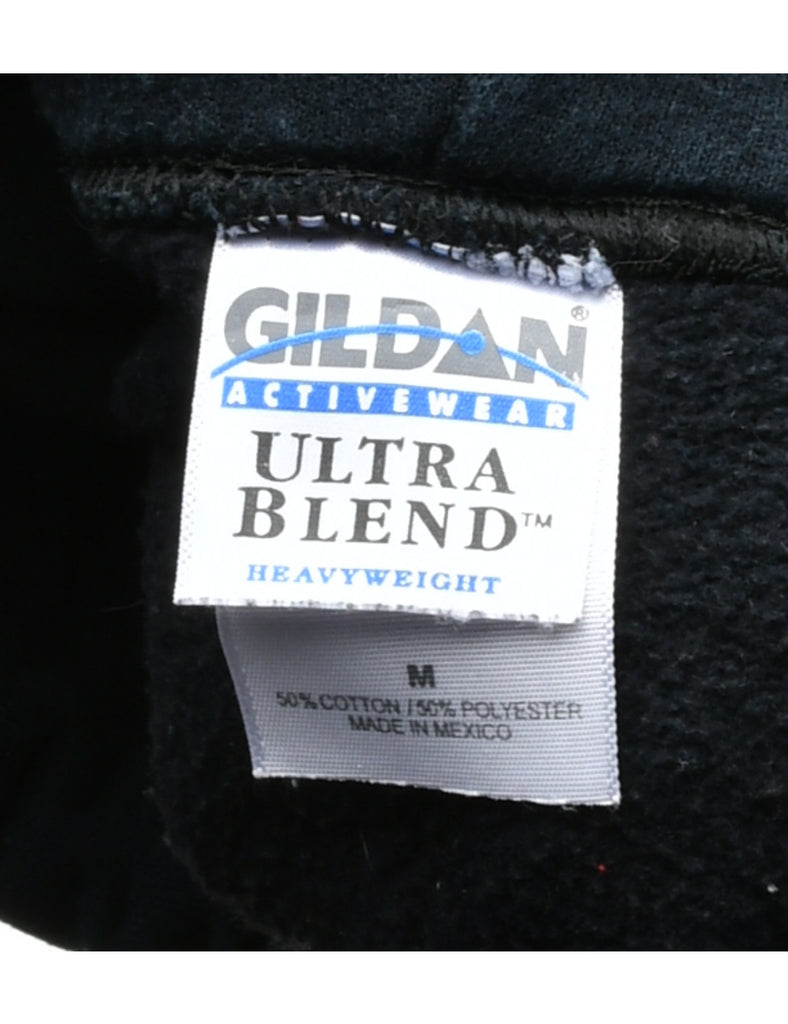 GILDAN®
ACTIVEWEAR
ULTRA
BLEND™
HEAVYWEIGHT
M
50% COTTON / 50% POLYESTER
MADE IN MEXICO